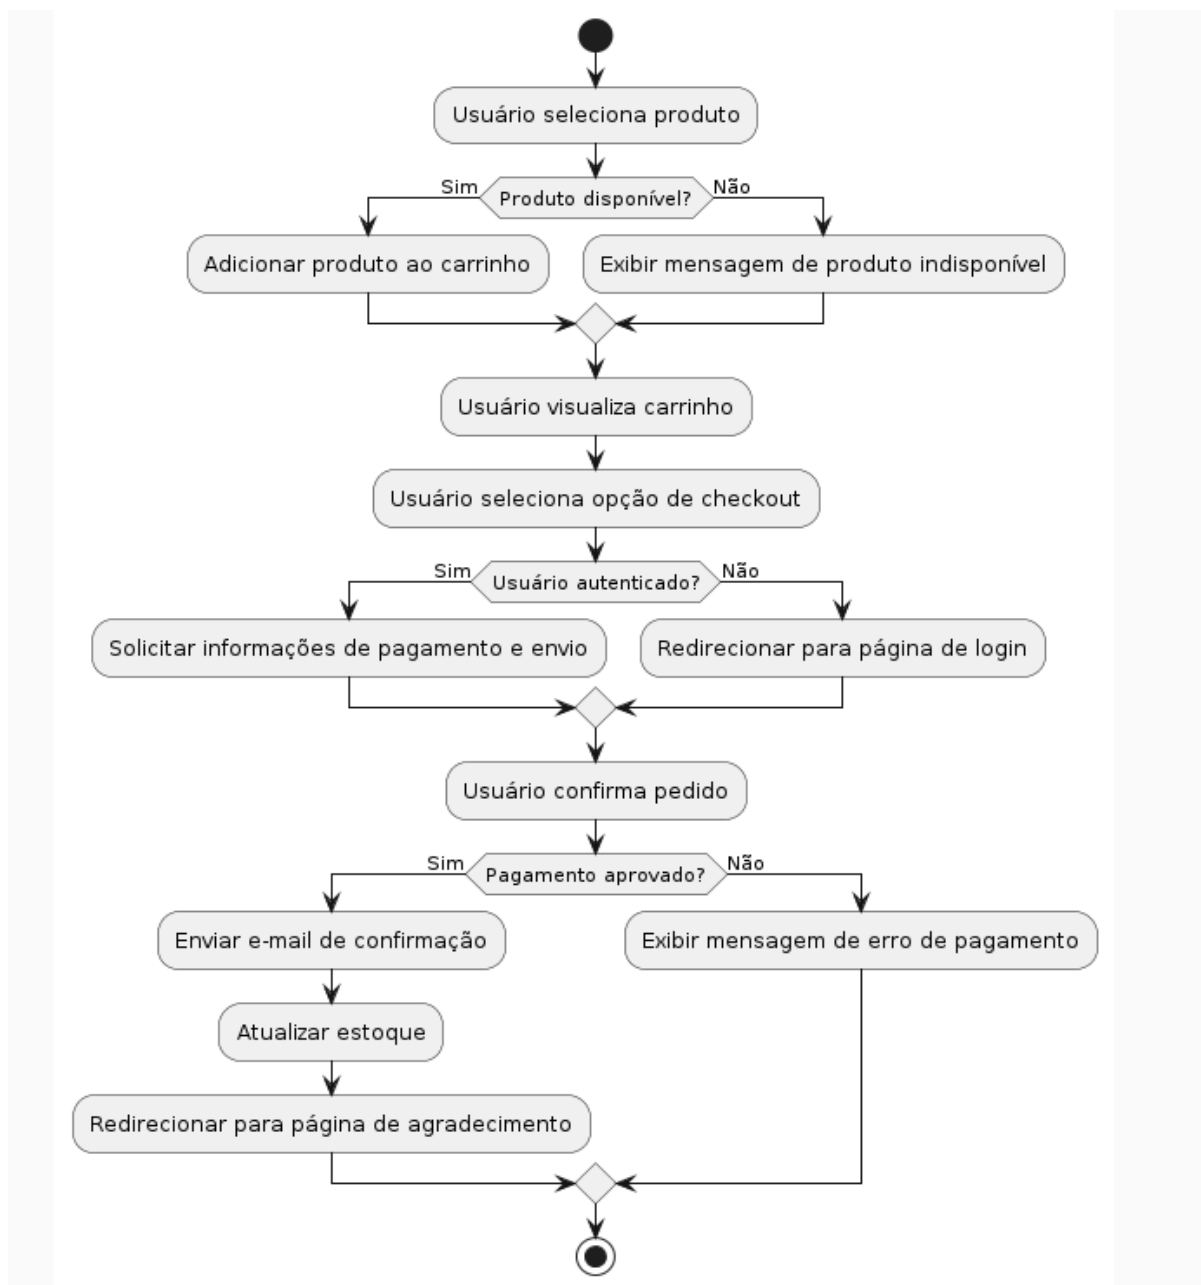 Usuário seleciona produto
Sim
Produto disponível?
Não
Adicionar produto ao carrinho
Exibir mensagem de produto indisponível
Usuário visualiza carrinho
Usuário seleciona opção de checkout
Sim
Usuário autenticado?
Não
Solicitar informações de pagamento e envio
Redirecionar para página de login
Usuário confirma pedido
Sim
Pagamento aprovado?
Não
Enviar e-mail de confirmação
Exibir mensagem de erro de pagamento
Atualizar estoque
Redirecionar para página de agradecimento